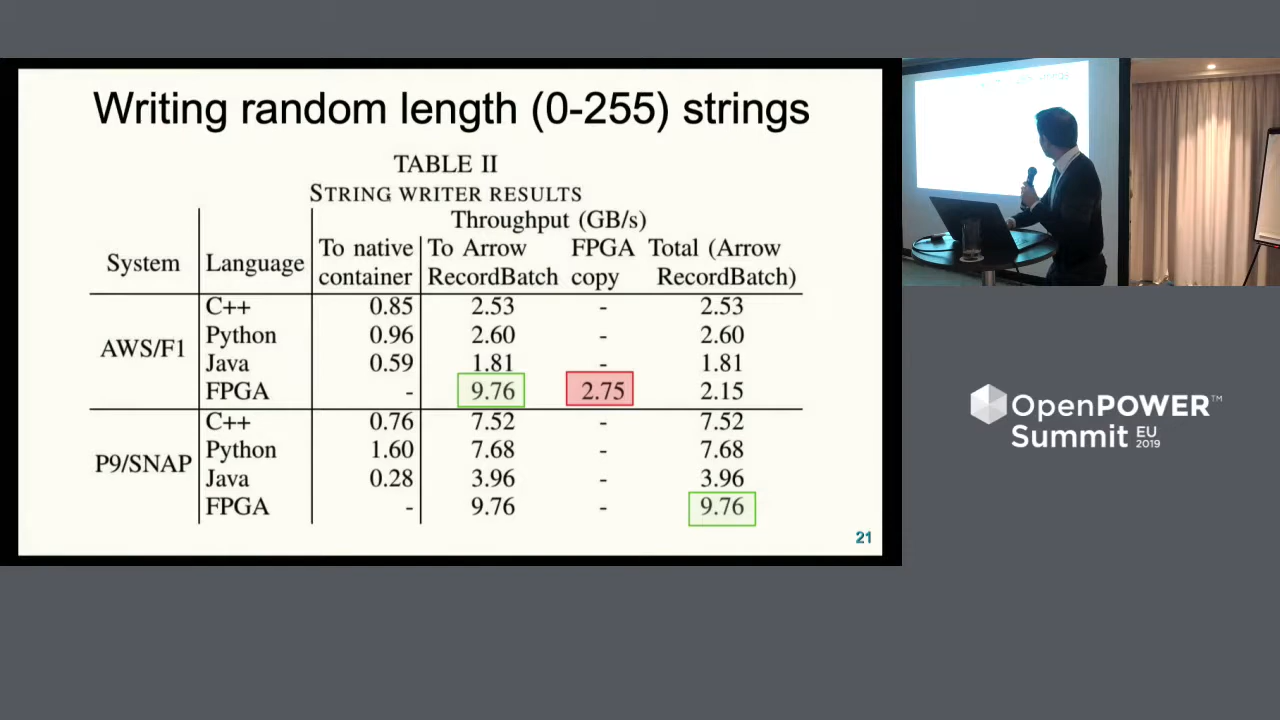 Writing random length (0-255) strings
TABLE II
STRING WRITER RESULTS
Throughput (GB/s)
System Language To native container To Arrow RecordBatch FPGA copy Total (Arrow RecordBatch)
AWS/F1
C++ 0.85 2.53 - 2.53
Python 0.96 2.60 - 2.60
Java 0.59 1.81 - 1.81
FPGA - 9.76 2.75 2.15
P9/SNAP
C++ 0.76 7.52 - 7.52
Python 1.60 7.68 - 7.68
Java 0.28 3.96 - 3.96
FPGA - 9.76 - 9.76
21
OpenPOWER™
Summit EU 2019